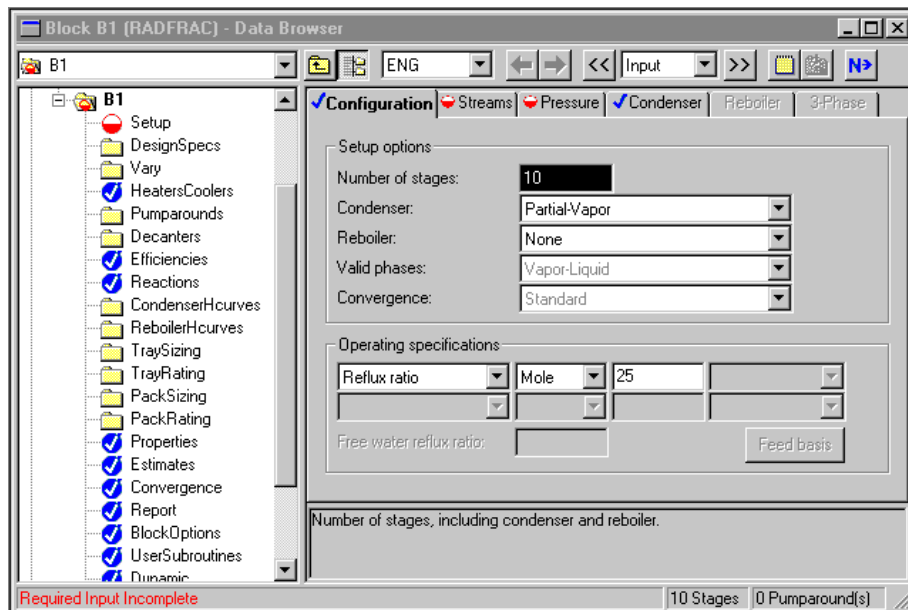 Block B1 (RADFRAC) - Data Browser
B1
ENG
<<
Input
>>
N
B1
Setup
DesignSpecs
Vary
HeatersCoolers
Pumparounds
Decanters
Efficiencies
Reactions
CondenserHcurves
ReboilerHcurves
TraySizing
TrayRating
PackSizing
PackRating
Properties
Estimates
Convergence
Report
BlockOptions
UserSubroutines
Dynamic
Configuration Streams Pressure Condenser Reboiler 3-Phase
Setup options
Number of stages: 10
Condenser: Partial-Vapor
Reboiler: None
Valid phases: Vapor-Liquid
Convergence: Standard
Operating specifications
Reflux ratio Mole 25
Free water reflux ratio: Feed basis
Number of stages, including condenser and reboiler.
Required Input Incomplete 10 Stages 0 Pumparound(s)